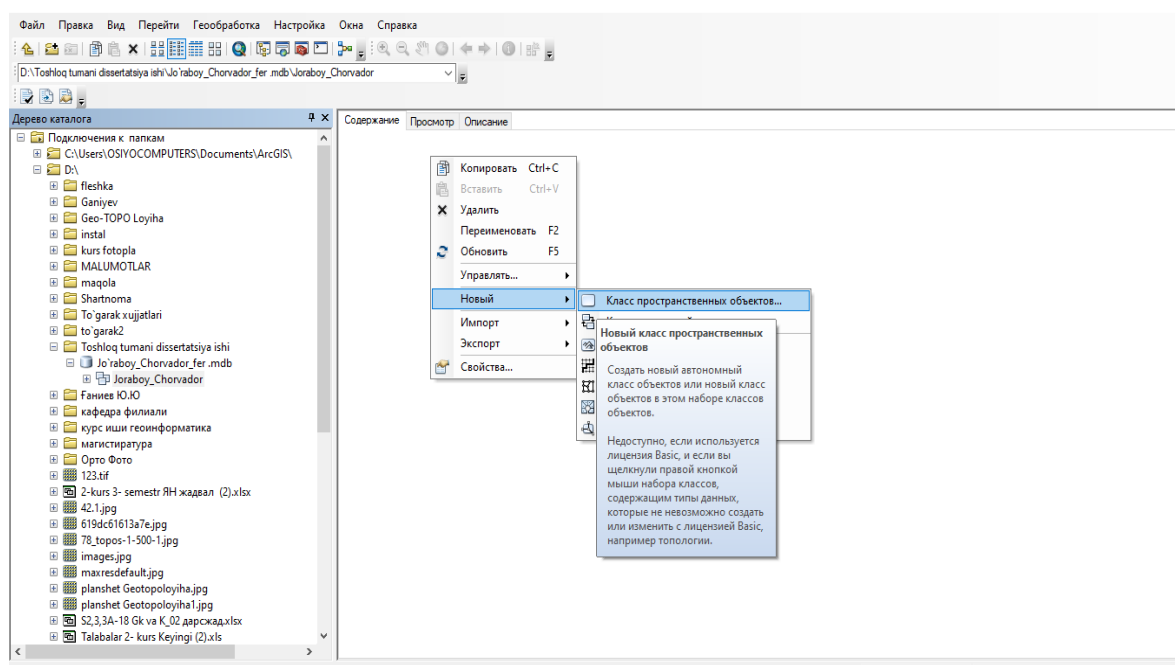 Файл Правка Вид Перейти Геообработка Настройка Окна Справка
D:\Toshloq tumani dissertatsiya ishi\Jo`raboy_Chorvador_fer .mdb\Joraboy_Chorvador
Дерево каталога
Подключения к папкам
C:\Users\OSIYOCOMPUTERS\Documents\ArcGIS\
D:\
fleshka
Ganiyev
Geo-TOPO Loyiha
instal
kurs fotopla
MALUMOTLAR
maqola
Shartnoma
To`garak xujjatlari
to`garak2
Toshloq tumani dissertatsiya ishi
Jo`raboy_Chorvador_fer .mdb
Joraboy_Chorvador
Ғаниев Ю.Ю
кафедра филиали
курс иши геоинформатика
магистиратура
Орто Фото
123.tif
2-kurs 3- semestr ЯН жадвал (2).xlsx
42.1.jpg
619dc61613a7e.jpg
78_topos-1-500-1.jpg
images.jpg
maxresdefault.jpg
planshet Geotopoloyiha.jpg
planshet Geotopoloyiha1.jpg
S2,3,3A-18 Gk va K_02 дарсжад.xlsx
Talabalar 2- kurs Keyingi (2).xls
Содержание Просмотр Описание
Копировать Ctrl+C
Вставить Ctrl+V
Удалить
Переименовать F2
Обновить F5
Управлять...
Новый
Импорт
Экспорт
Свойства...
Класс пространственных объектов...
Новый класс пространственных
объектов
Создать новый автономный
класс объектов или новый класс
объектов в этом наборе классов
объектов.
Недоступно, если используется
лицензия Basic, и если вы
щелкнули правой кнопкой
мыши набора классов,
содержащим типы данных,
которые не невозможно создать
или изменить с лицензией Basic,
например топологии.